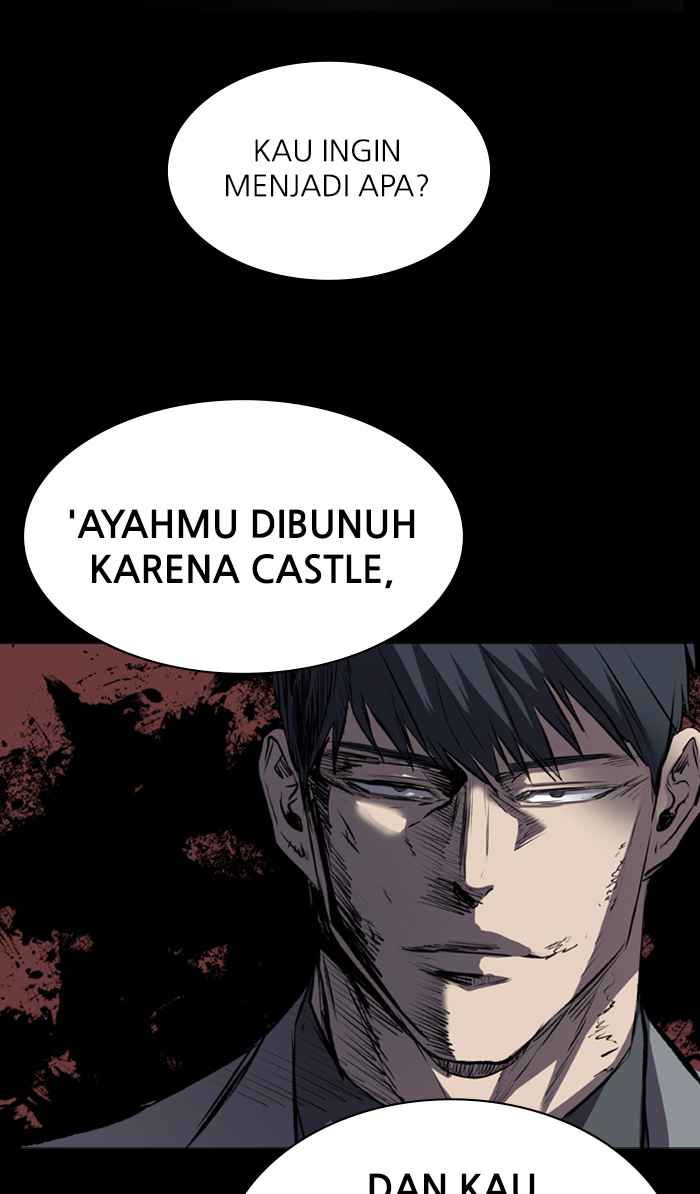 KAU INGIN
MENJADI APA?
'AYAHMU DIBUNUH
KARENA CASTLE,
DAN KAU